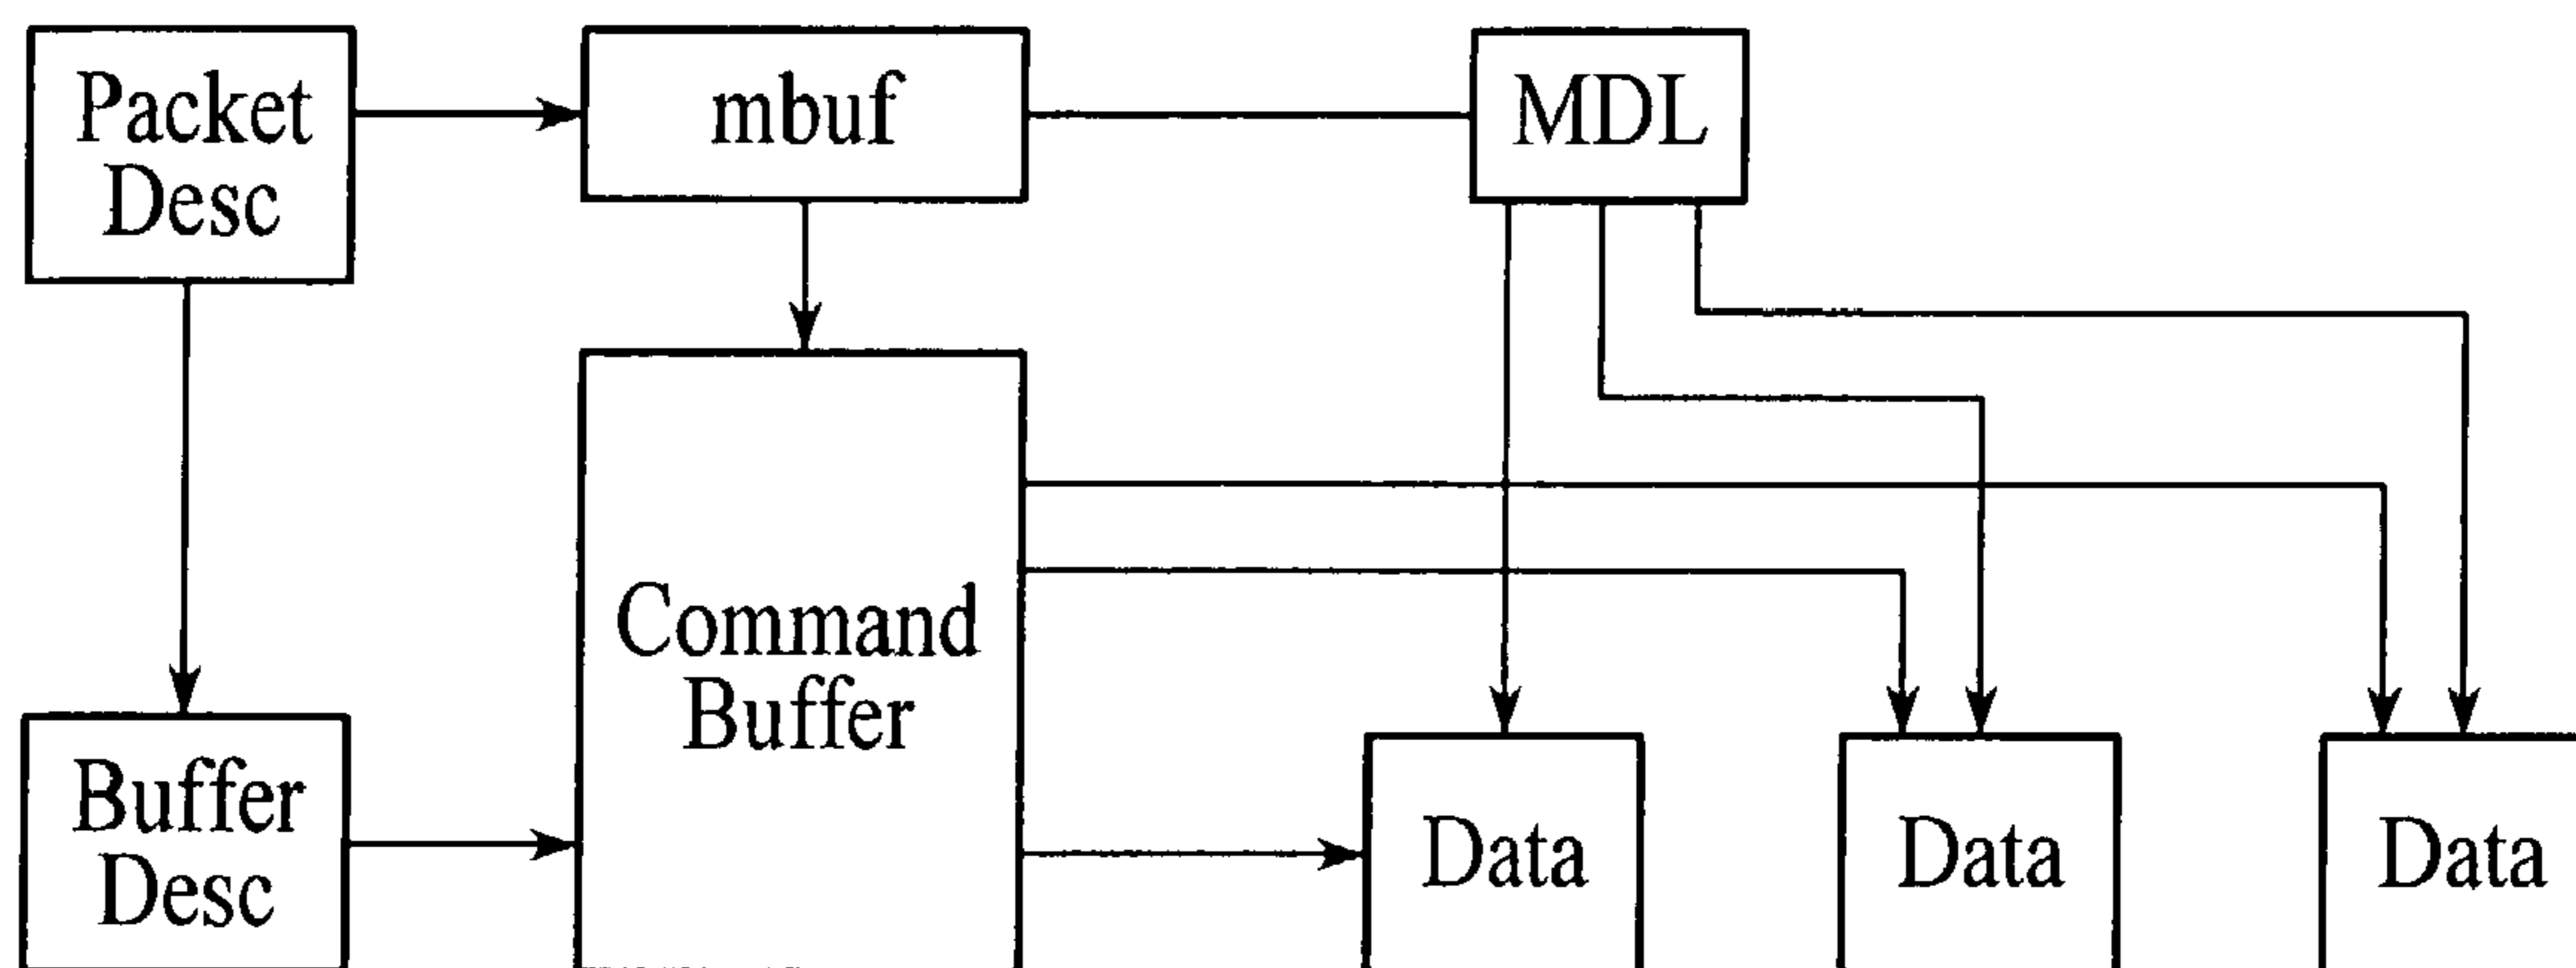 Packet
Desc
mbuf
MDL
Command
Buffer
Buffer
Desc
Data
Data
Data